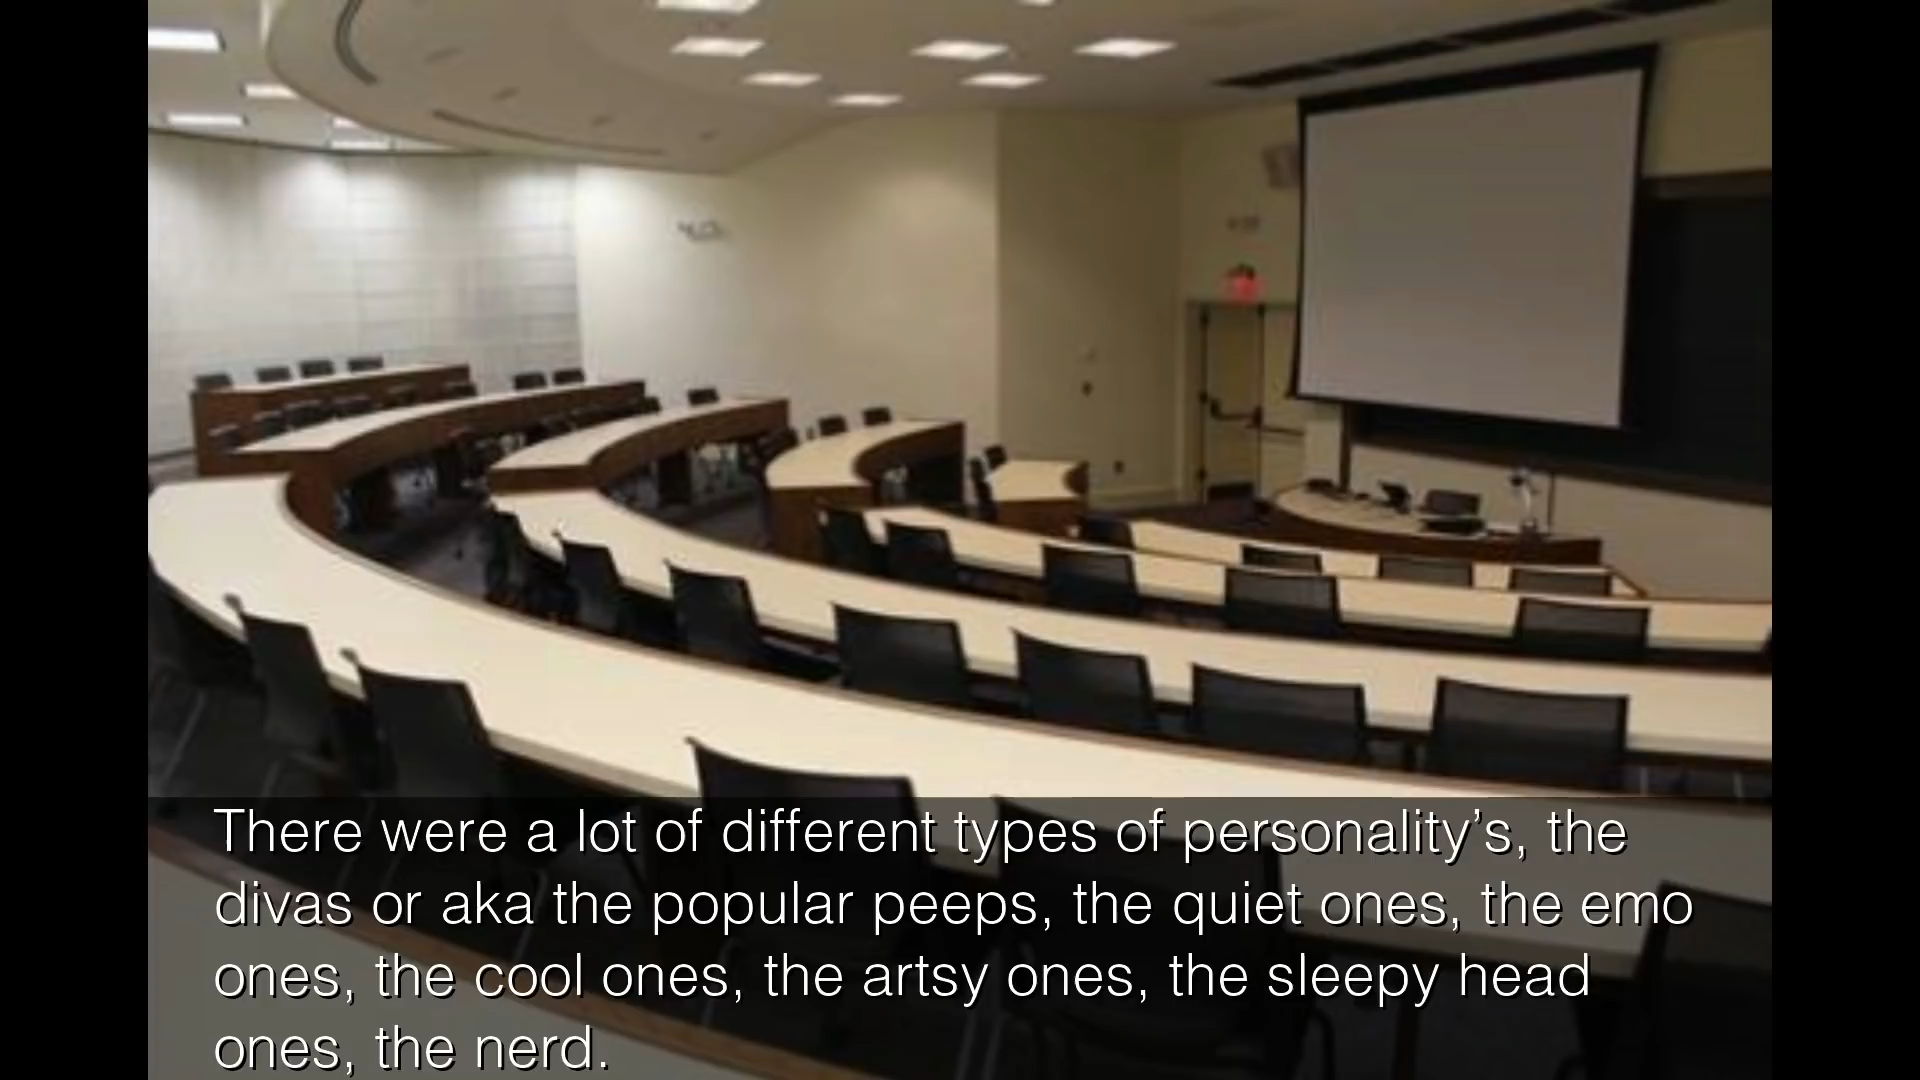 There were a lot of different types of personality’s, the
divas or aka the popular peeps, the quiet ones, the emo
ones, the cool ones, the artsy ones, the sleepy head
ones, the nerd.